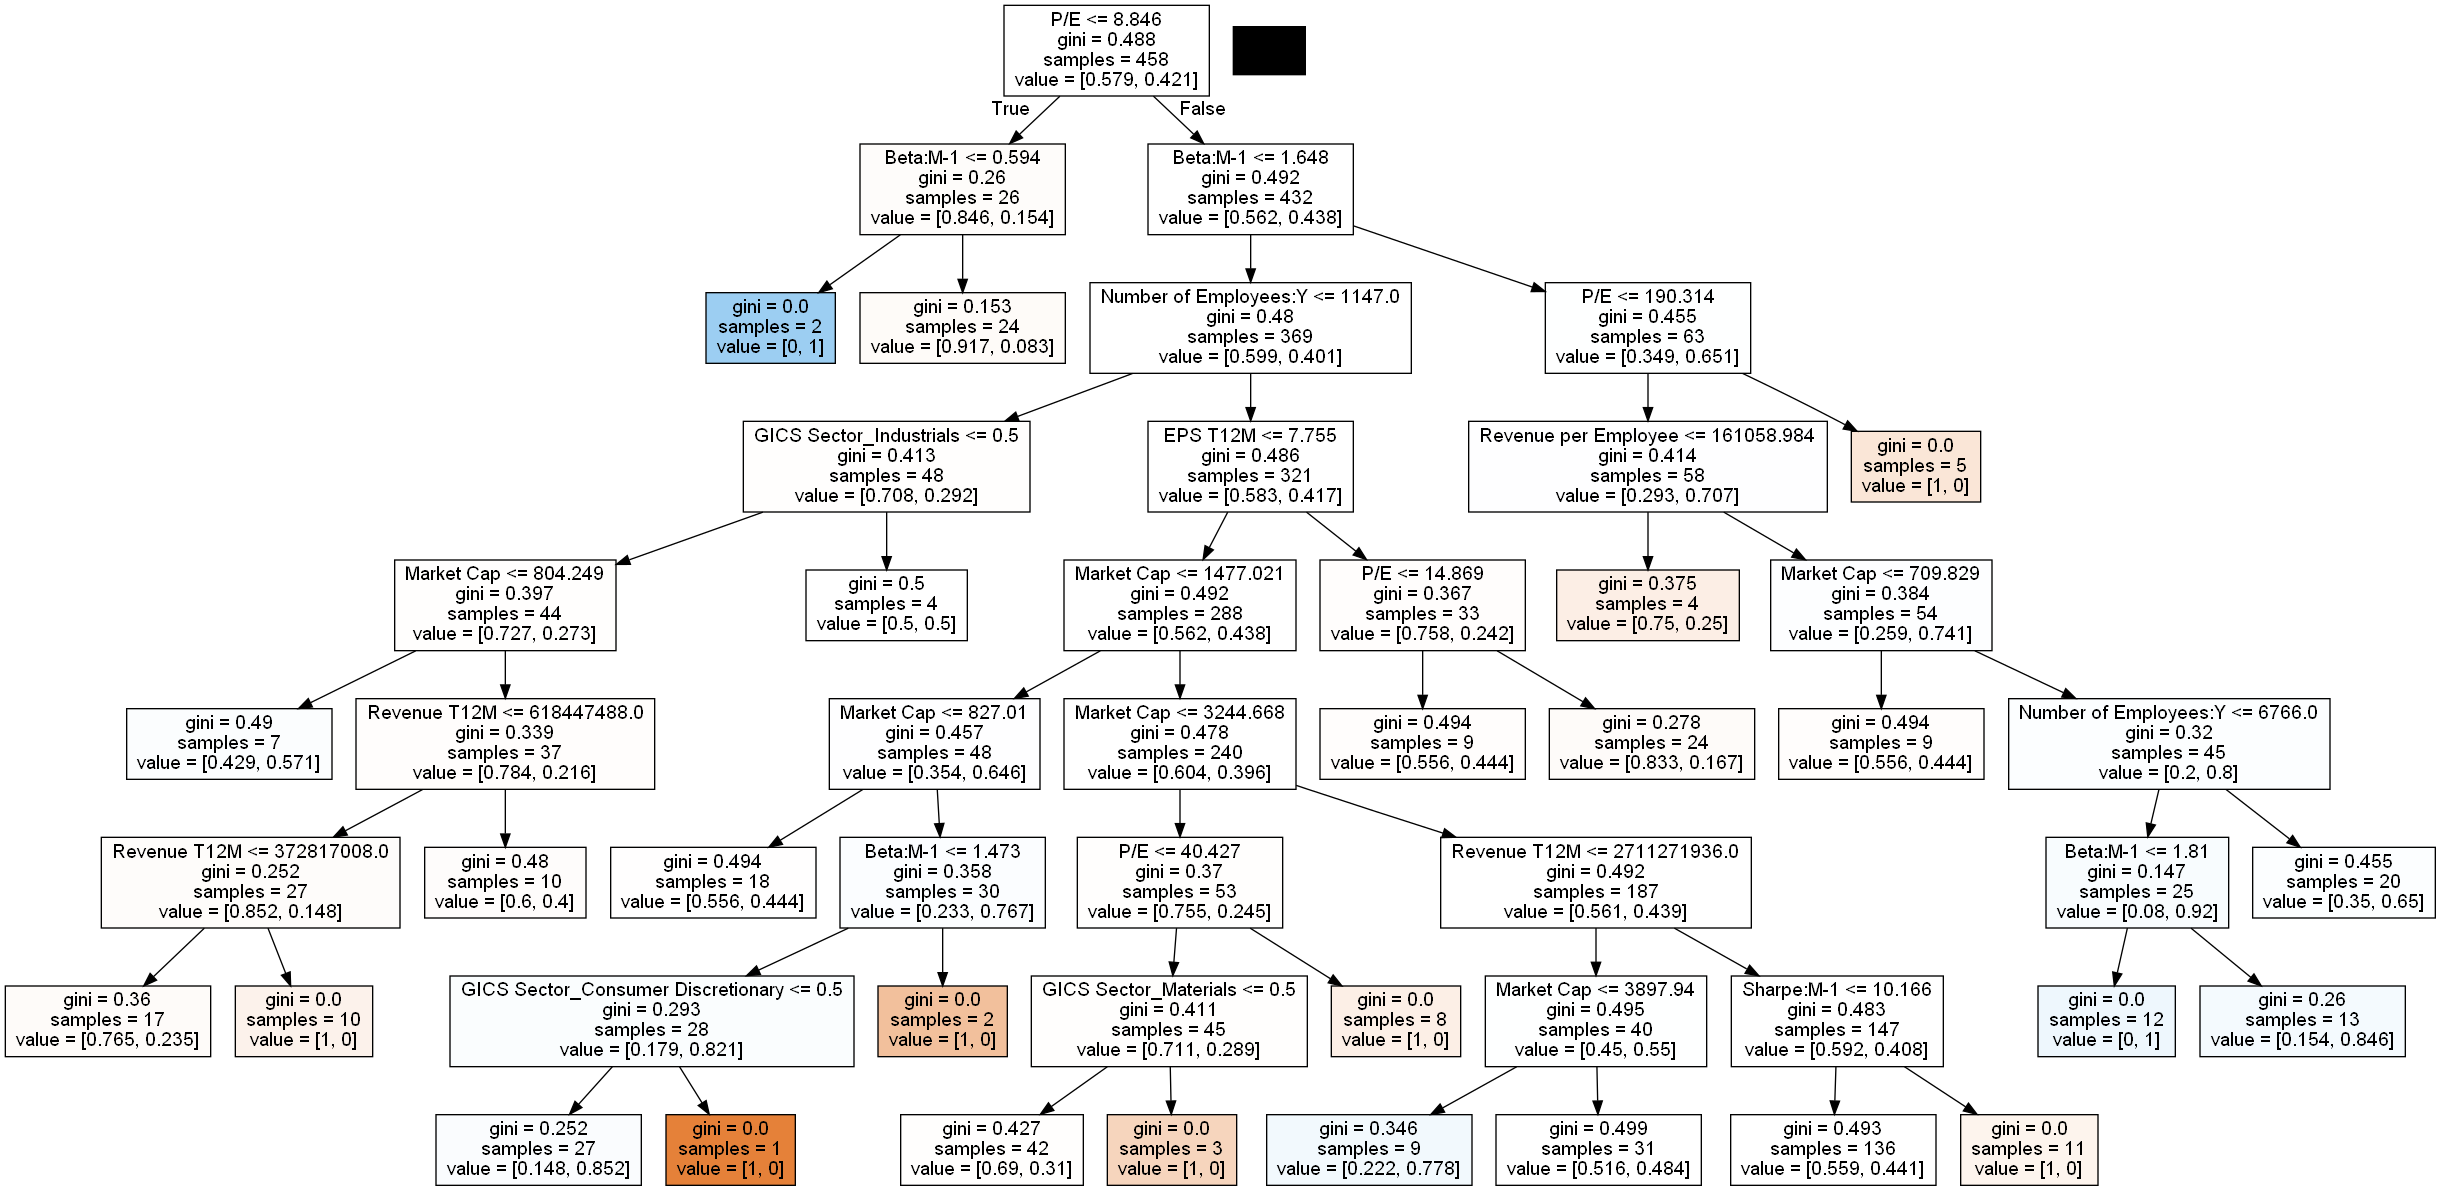 P/E <= 8.846
gini = 0.488
samples = 458
value = [0.579, 0.421]
True
False
Beta:M-1 <= 0.594
gini = 0.26
samples = 26
value = [0.846, 0.154]
Beta:M-1 <= 1.648
gini = 0.492
samples = 432
value = [0.562, 0.438]
gini = 0.0
samples = 2
value = [0, 1]
gini = 0.153
samples = 24
value = [0.917, 0.083]
Number of Employees:Y <= 1147.0
gini = 0.48
samples = 369
value = [0.599, 0.401]
P/E <= 190.314
gini = 0.455
samples = 63
value = [0.349, 0.651]
GICS Sector_Industrials <= 0.5
gini = 0.413
samples = 48
value = [0.708, 0.292]
EPS T12M <= 7.755
gini = 0.486
samples = 321
value = [0.583, 0.417]
Revenue per Employee <= 161058.984
gini = 0.414
samples = 58
value = [0.293, 0.707]
gini = 0.0
samples = 5
value = [1, 0]
Market Cap <= 804.249
gini = 0.397
samples = 44
value = [0.727, 0.273]
gini = 0.5
samples = 4
value = [0.5, 0.5]
Market Cap <= 1477.021
gini = 0.492
samples = 288
value = [0.562, 0.438]
P/E <= 14.869
gini = 0.367
samples = 33
value = [0.758, 0.242]
gini = 0.375
samples = 4
value = [0.75, 0.25]
Market Cap <= 709.829
gini = 0.384
samples = 54
value = [0.259, 0.741]
gini = 0.49
samples = 7
value = [0.429, 0.571]
Revenue T12M <= 618447488.0
gini = 0.339
samples = 37
value = [0.784, 0.216]
Market Cap <= 827.01
gini = 0.457
samples = 48
value = [0.354, 0.646]
Market Cap <= 3244.668
gini = 0.478
samples = 240
value = [0.604, 0.396]
gini = 0.494
samples = 9
value = [0.556, 0.444]
gini = 0.278
samples = 24
value = [0.833, 0.167]
gini = 0.494
samples = 9
value = [0.556, 0.444]
Number of Employees:Y <= 6766.0
gini = 0.32
samples = 45
value = [0.2, 0.8]
Revenue T12M <= 372817008.0
gini = 0.252
samples = 27
value = [0.852, 0.148]
gini = 0.48
samples = 10
value = [0.6, 0.4]
gini = 0.494
samples = 18
value = [0.556, 0.444]
Beta:M-1 <= 1.473
gini = 0.358
samples = 30
value = [0.233, 0.767]
P/E <= 40.427
gini = 0.37
samples = 53
value = [0.755, 0.245]
Revenue T12M <= 2711271936.0
gini = 0.492
samples = 187
value = [0.561, 0.439]
Beta:M-1 <= 1.81
gini = 0.147
samples = 25
value = [0.08, 0.92]
gini = 0.455
samples = 20
value = [0.35, 0.65]
gini = 0.36
samples = 17
value = [0.765, 0.235]
gini = 0.0
samples = 10
value = [1, 0]
GICS Sector_Consumer Discretionary <= 0.5
gini = 0.293
samples = 28
value = [0.179, 0.821]
gini = 0.0
samples = 2
value = [1, 0]
GICS Sector_Materials <= 0.5
gini = 0.411
samples = 45
value = [0.711, 0.289]
gini = 0.0
samples = 8
value = [1, 0]
Market Cap <= 3897.94
gini = 0.495
samples = 40
value = [0.45, 0.55]
Sharpe:M-1 <= 10.166
gini = 0.483
samples = 147
value = [0.592, 0.408]
gini = 0.0
samples = 12
value = [0, 1]
gini = 0.26
samples = 13
value = [0.154, 0.846]
gini = 0.252
samples = 27
value = [0.148, 0.852]
gini = 0.0
samples = 1
value = [1, 0]
gini = 0.427
samples = 42
value = [0.69, 0.31]
gini = 0.0
samples = 3
value = [1, 0]
gini = 0.346
samples = 9
value = [0.222, 0.778]
gini = 0.499
samples = 31
value = [0.516, 0.484]
gini = 0.493
samples = 136
value = [0.559, 0.441]
gini = 0.0
samples = 11
value = [1, 0]